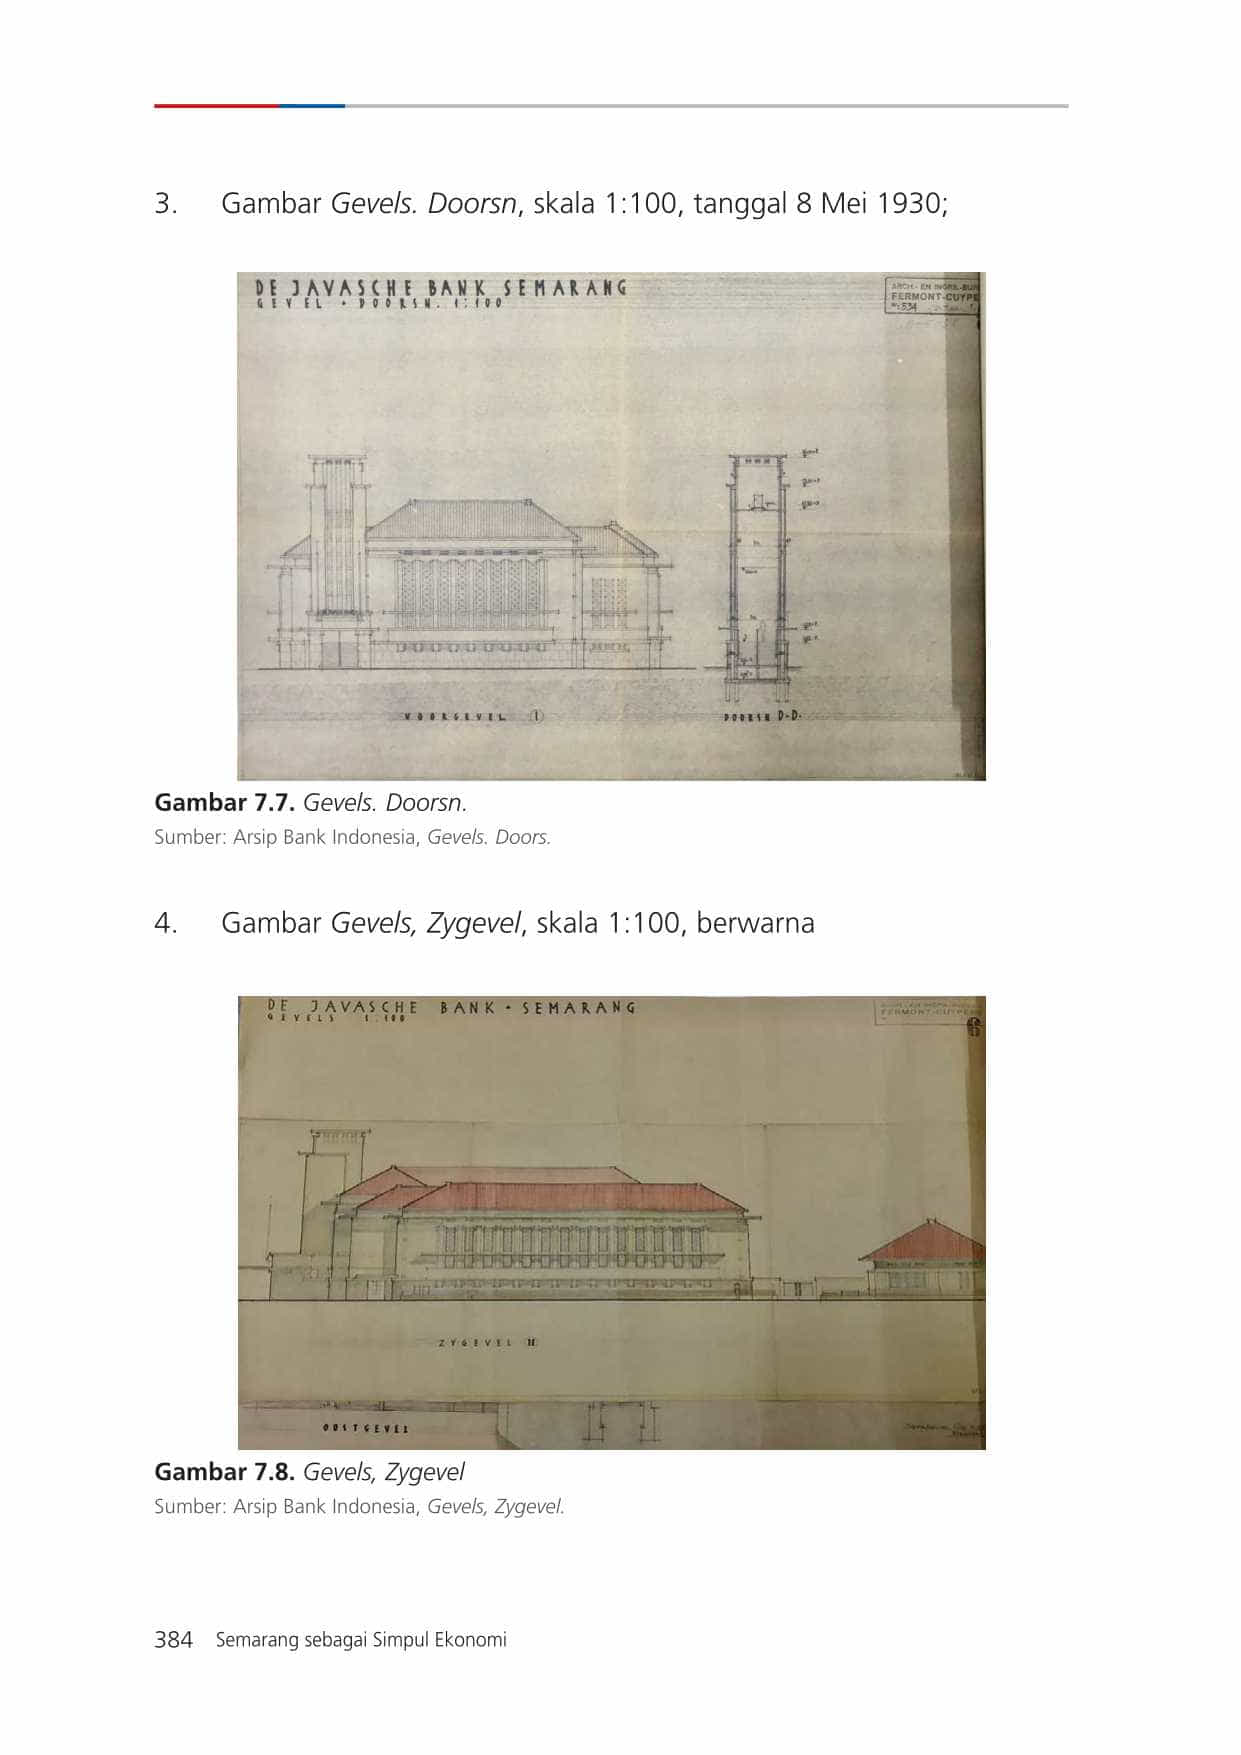 3. Gambar Gevels. Doorsn, skala 1:100, tanggal 8 Mei 1930;
DE JAVASCHE BANK SEMARANG
GEVEL • DOORSN. 1:100
ARCH.- EN INGRS.-BUR
FERMONT-CUYPE
534
VOORGEVEL I
DOORSN D-D.
Gambar 7.7. Gevels. Doorsn.
Sumber: Arsip Bank Indonesia, Gevels. Doors.
4. Gambar Gevels, Zygevel, skala 1:100, berwarna
DE JAVASCHE BANK • SEMARANG
GEVELS 1:100
FERMONT-CUYPERS
ZYGEVEL II
OOSTGEVEL
Gambar 7.8. Gevels, Zygevel
Sumber: Arsip Bank Indonesia, Gevels, Zygevel.
384 Semarang sebagai Simpul Ekonomi